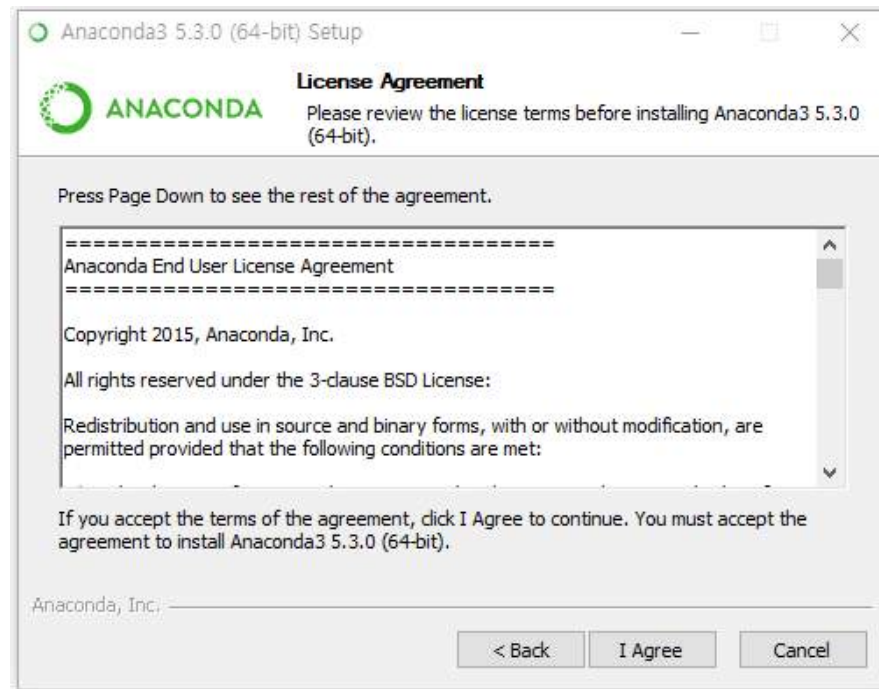 Anaconda3 5.3.0 (64-bit) Setup
ANACONDA
License Agreement
Please review the license terms before installing Anaconda3 5.3.0
(64-bit).
Press Page Down to see the rest of the agreement.
===================================
Anaconda End User License Agreement
===================================
Copyright 2015, Anaconda, Inc.
All rights reserved under the 3-clause BSD License:
Redistribution and use in source and binary forms, with or without modification, are
permitted provided that the following conditions are met:
If you accept the terms of the agreement, click I Agree to continue. You must accept the
agreement to install Anaconda3 5.3.0 (64-bit).
Anaconda, Inc.
< Back
I Agree
Cancel